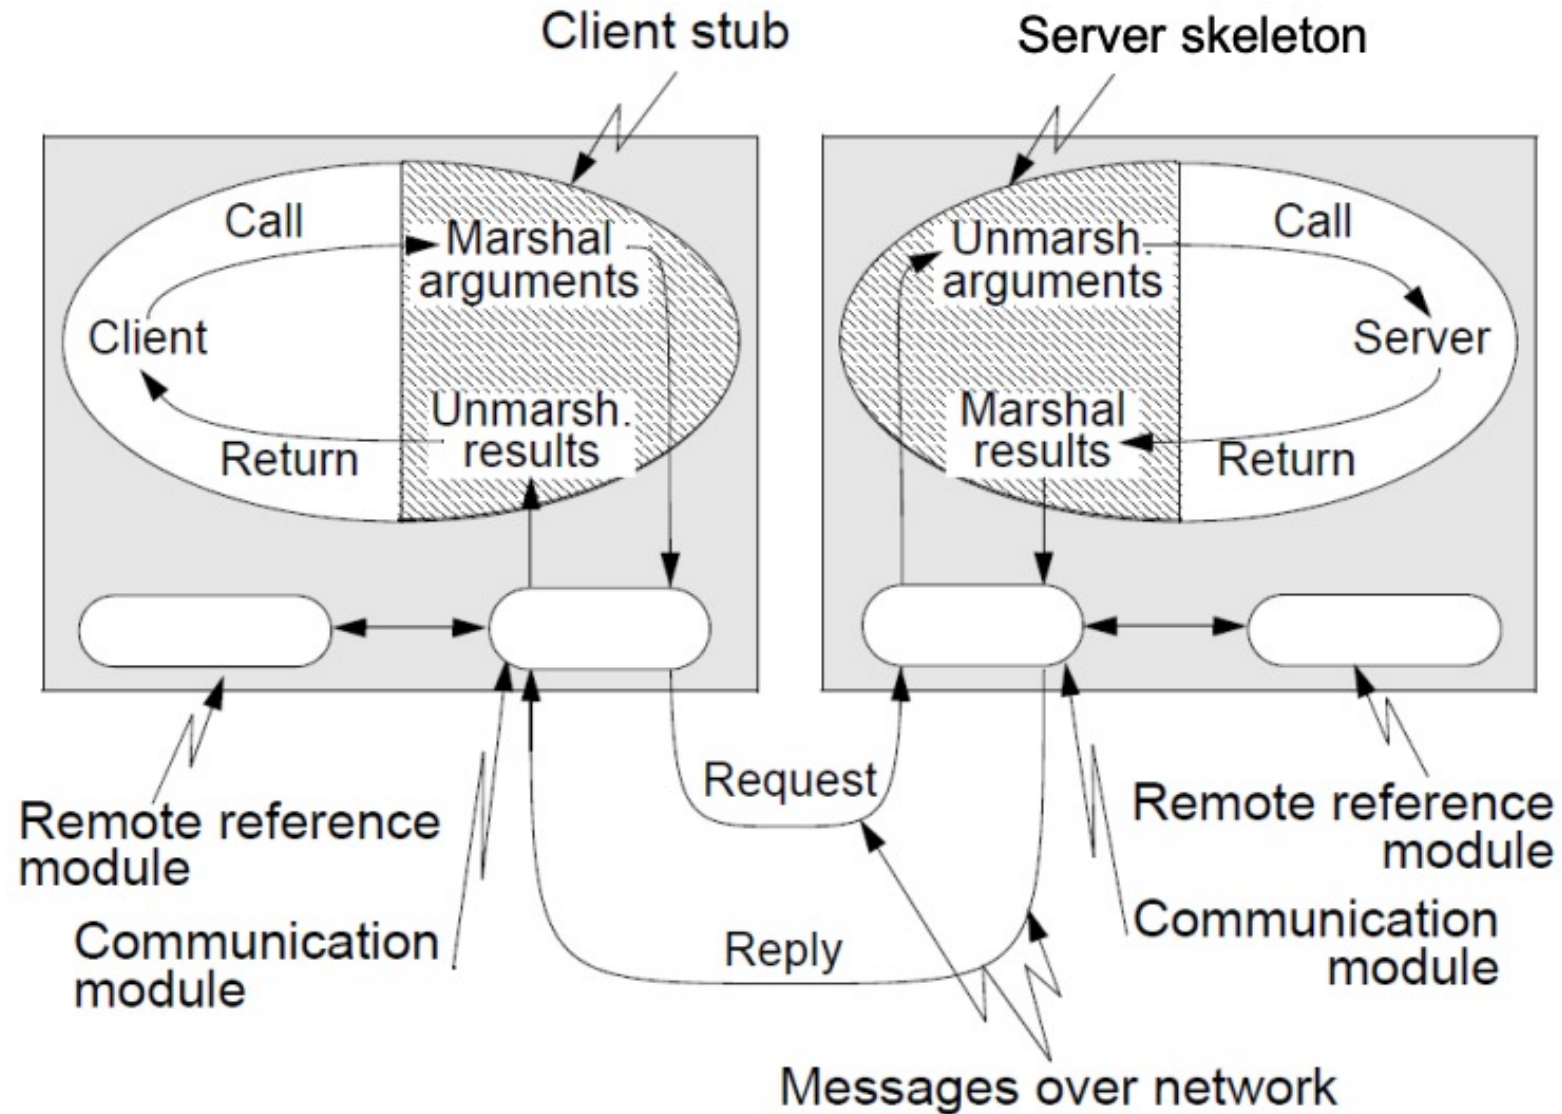 Client stub
Server skeleton
Call
Marshal
arguments
Client
Unmarsh.
results
Return
Unmarsh.
arguments
Call
Server
Marshal
results
Return
Request
Remote reference
module
Remote reference
module
Communication
module
Reply
Communication
module
Messages over network